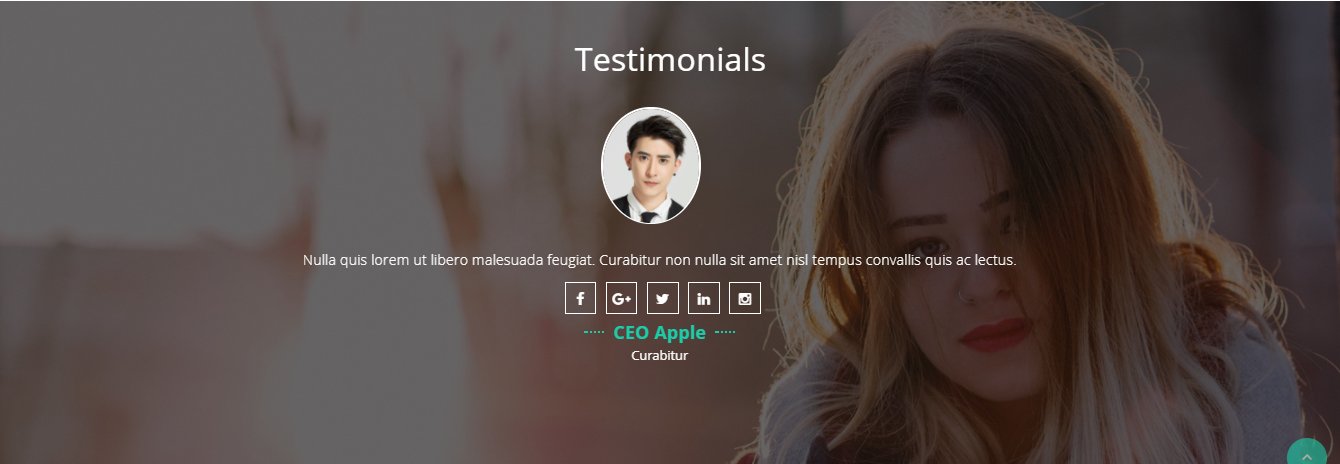 Testimonials
Nulla quis lorem ut libero malesuada feugiat. Curabitur non nulla sit amet nisl tempus convallis quis ac lectus.
CEO Apple
Curabitur